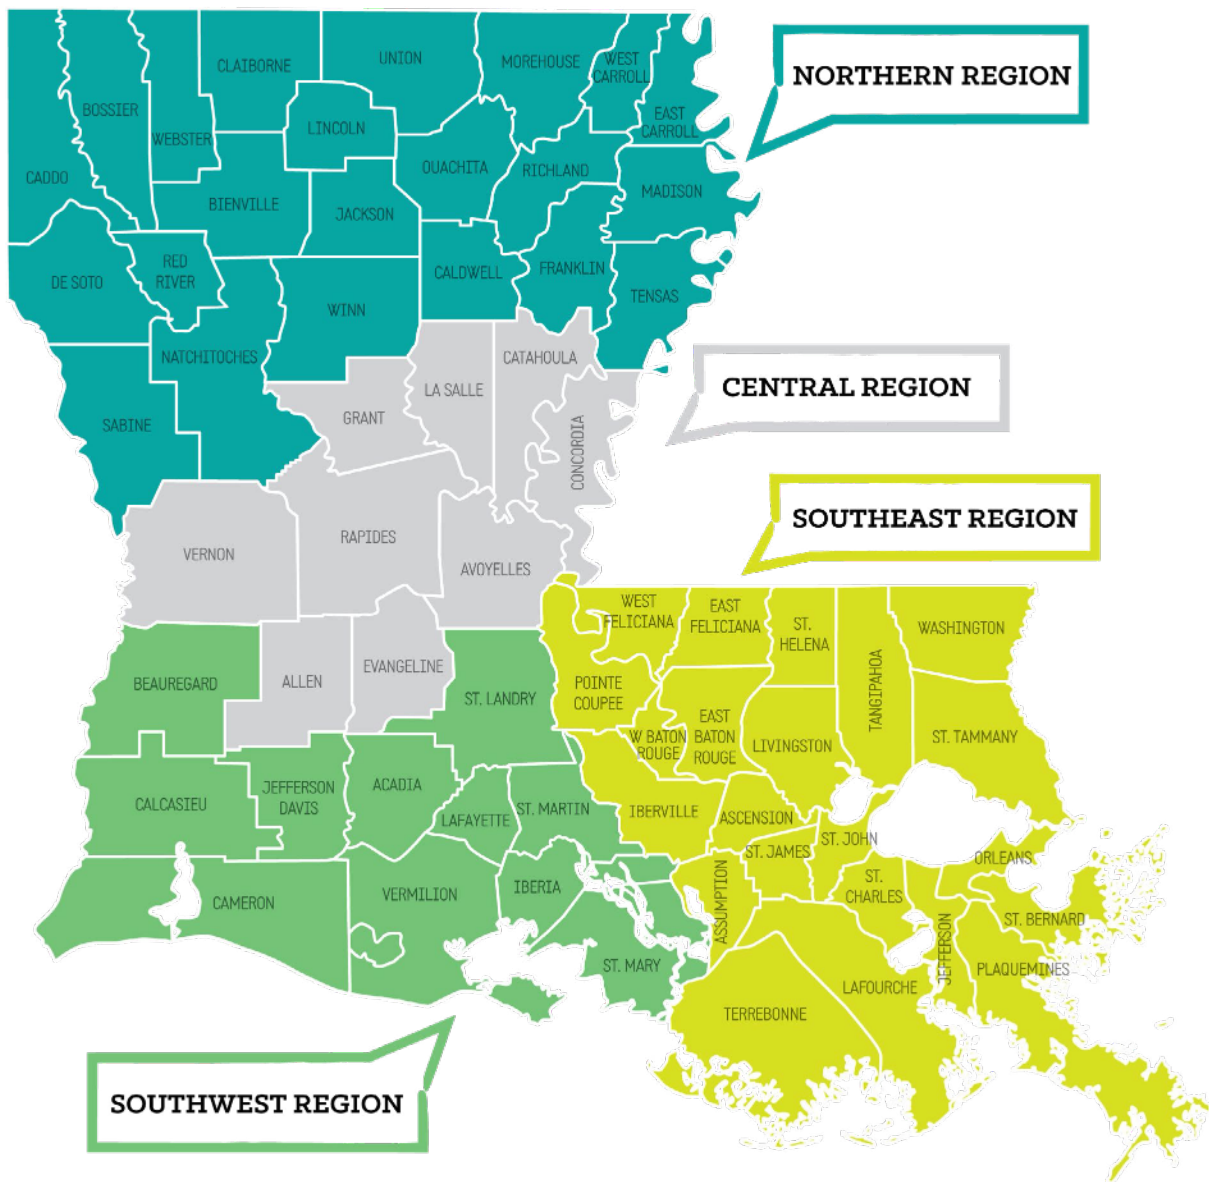 NORTHERN REGION
CLAIBORNE
UNION
MOREHOUSE
WEST
CARROLL
BOSSIER
WEBSTER
LINCOLN
EAST
CARROLL
CADDO
OUACHITA
RICHLAND
MADISON
BIENVILLE
JACKSON
DE SOTO
RED
RIVER
CALDWELL
FRANKLIN
TENSAS
WINN
NATCHITOCHES
SABINE
CENTRAL REGION
CATAHOULA
LA SALLE
GRANT
CONCORDIA
VERNON
RAPIDES
AVOYELLES
ALLEN
EVANGELINE
SOUTHEAST REGION
WEST
FELICIANA
EAST
FELICIANA
ST.
HELENA
TANGIPAHOA
WASHINGTON
POINTE
COUPEE
W BATON
ROUGE
EAST
BATON
ROUGE
LIVINGSTON
ST. TAMMANY
IBERVILLE
ASCENSION
ST. JAMES
ST. JOHN
ST.
CHARLES
ORLEANS
ASSUMPTION
JEFFERSON
ST. BERNARD
PLAQUEMINES
LAFOURCHE
TERREBONNE
BEAUREGARD
ST. LANDRY
CALCASIEU
JEFFERSON
DAVIS
ACADIA
LAFAYETTE
ST. MARTIN
CAMERON
VERMILION
IBERIA
ST. MARY
SOUTHWEST REGION